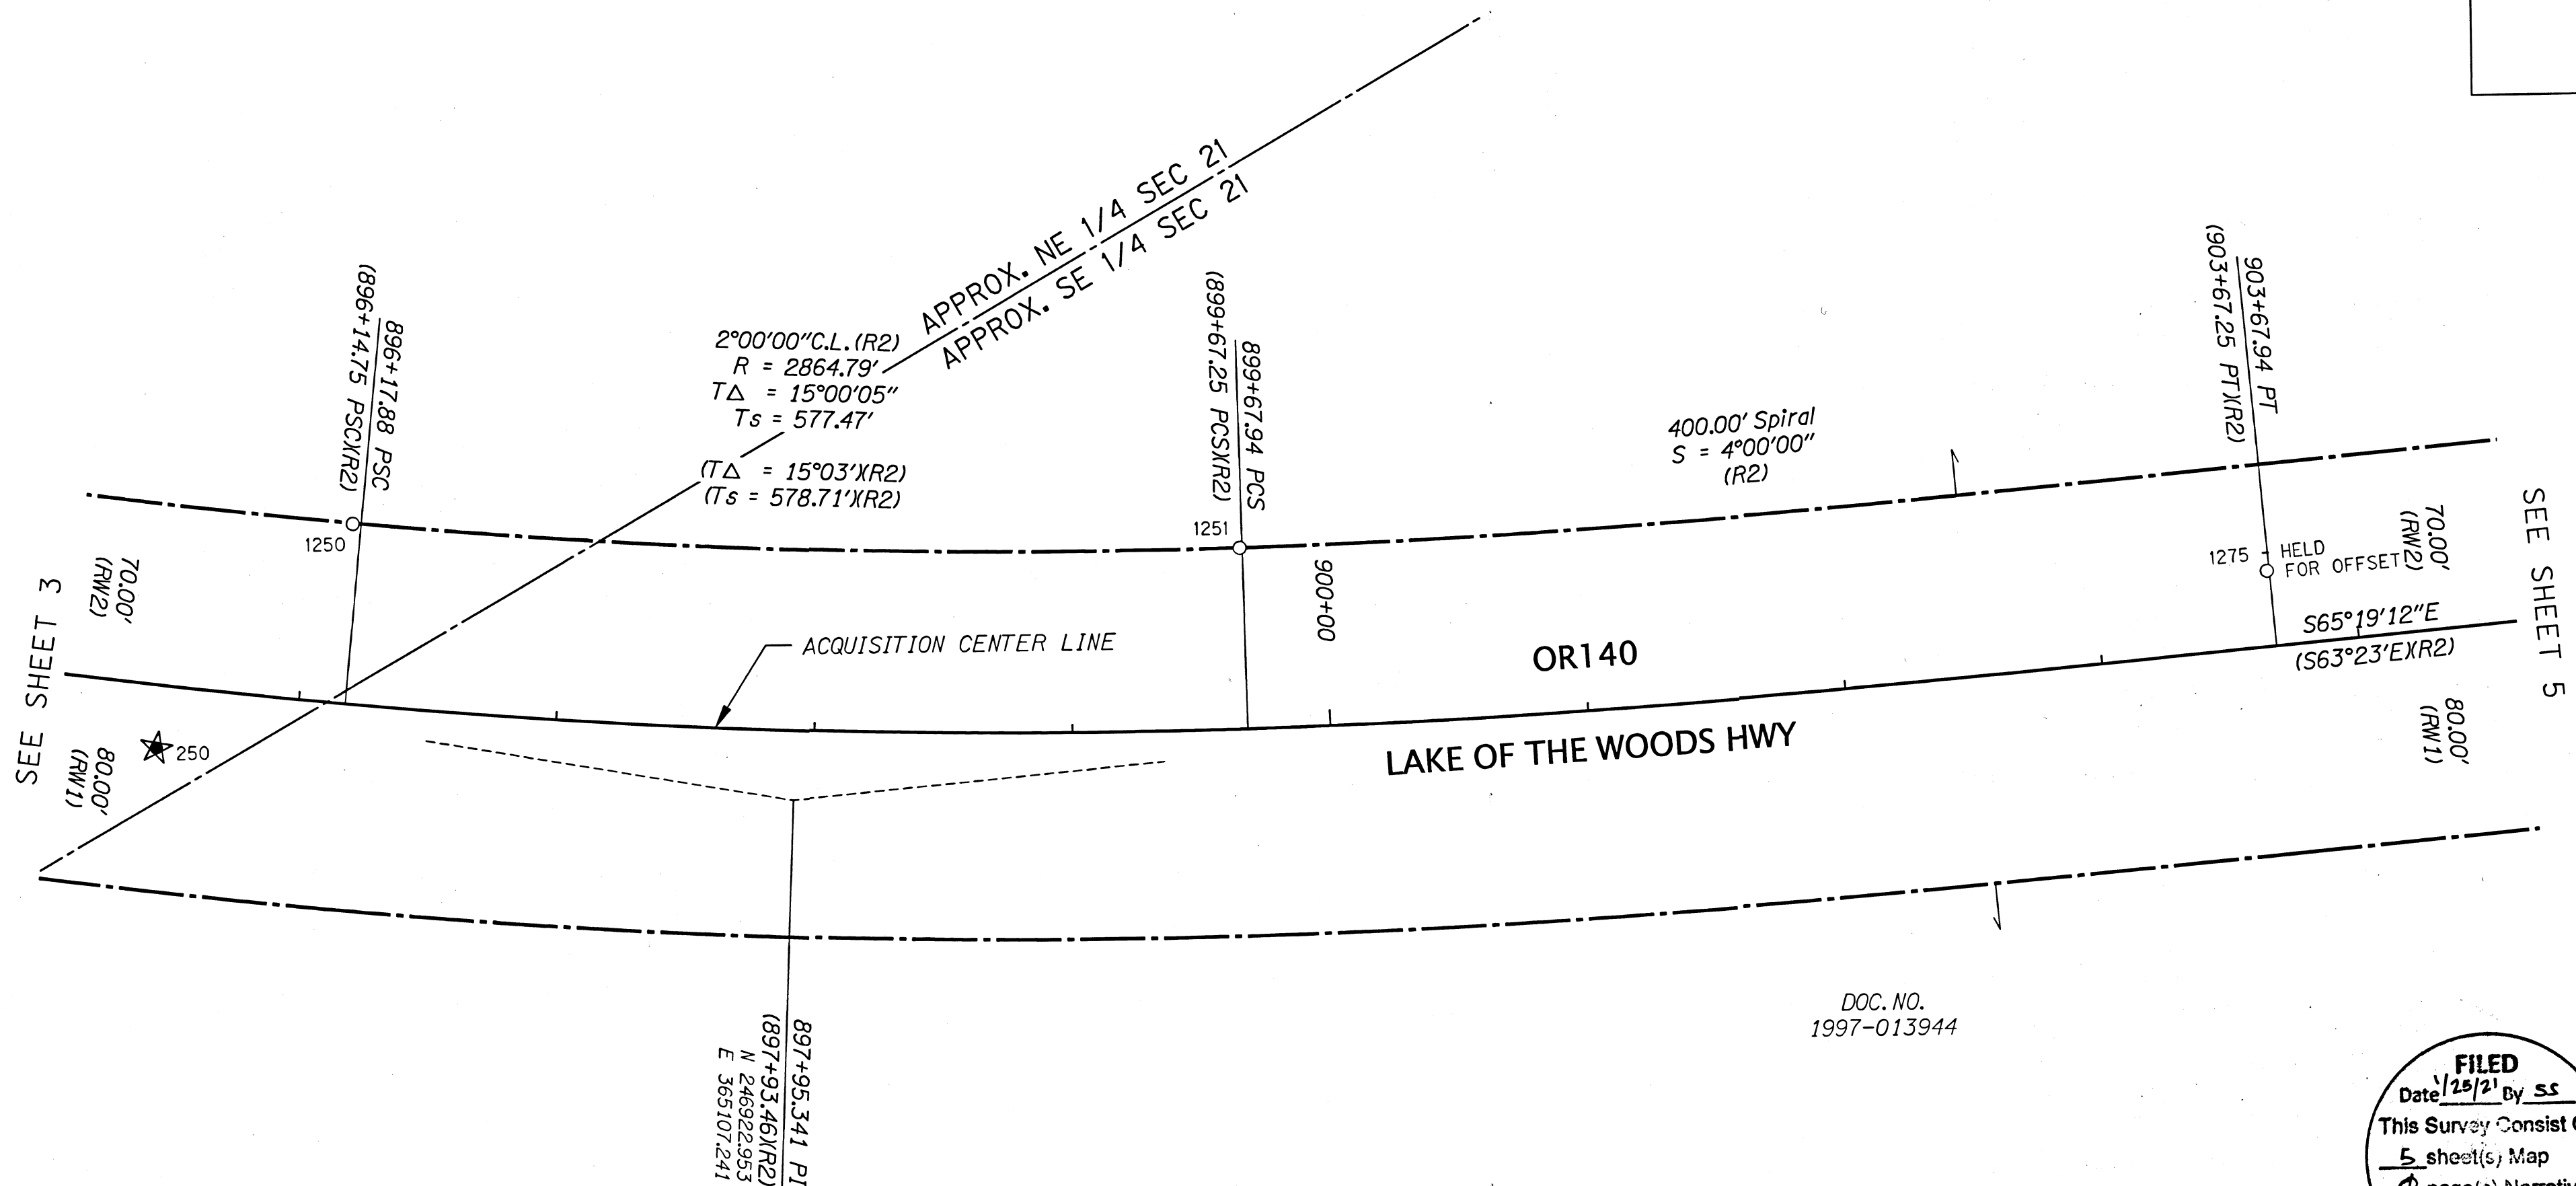 APPROX. NE 1/4 SEC 21
APPROX. SE 1/4 SEC 21
896+17.88 PSC
(896+14.75 PSC)(R2)
2°00'00"C.L.(R2)
R = 2864.79'
T△ = 15°00'05"
Ts = 577.47'
(T△ = 15°03')(R2)
(Ts = 578.71')(R2)
899+67.94 PCS
(899+67.25 PCS)(R2)
400.00' Spiral
S = 4°00'00"
(R2)
903+67.94 PT
(903+67.25 PT)(R2)
1250
1251
900+00
1275
HELD
FOR OFFSET
70.00'
(RW2)
70.00'
(RW2)
SEE SHEET 3
SEE SHEET 5
ACQUISITION CENTER LINE
OR140
S65°19'12"E
(S63°23'E)(R2)
LAKE OF THE WOODS HWY
250
80.00'
(RW1)
80.00'
(RW1)
897+95.341 PI
(897+93.46)(R2)
N 246922.953
E 365107.241
DOC. NO.
1997-013944
FILED
Date 1/25/21 By SS
This Survey Consist
5 sheet(s) Map